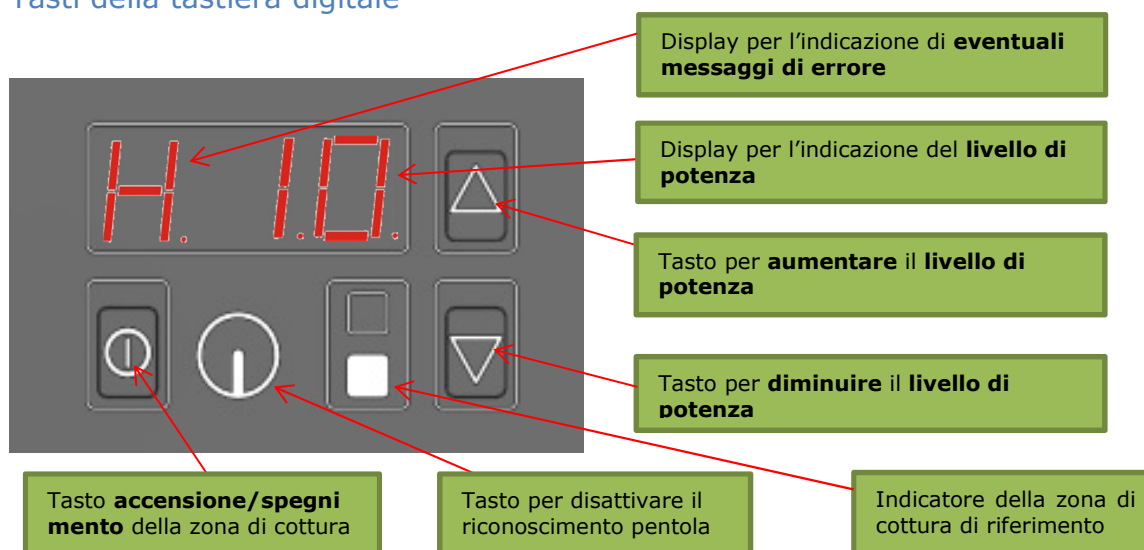 Tasti della tastiera digitale
Display per l'indicazione di eventuali
messaggi di errore
H. 1.0.
Display per l'indicazione del livello di
potenza
Tasto per aumentare il livello di
potenza
Tasto per diminuire il livello di
potenza
Tasto accensione/spegni
mento della zona di cottura
Tasto per disattivare il
riconoscimento pentola
Indicatore della zona di
cottura di riferimento